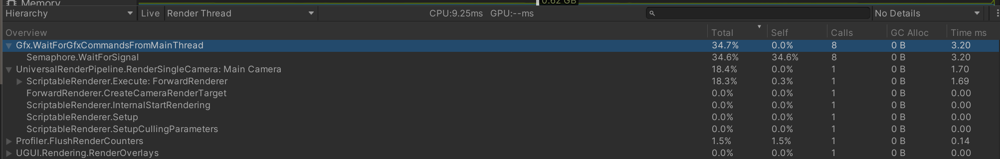 Memory 0.62 GB
Hierarchy Live Render Thread CPU:9.25ms GPU:--ms No Details
Overview Total Self Calls GC Alloc Time ms
Gfx.WaitForGfxCommandsFromMainThread 34.7% 0.0% 8 0 B 3.20
Semaphore.WaitForSignal 34.6% 34.6% 8 0 B 3.20
UniversalRenderPipeline.RenderSingleCamera: Main Camera 18.4% 0.0% 1 0 B 1.70
ScriptableRenderer.Execute: ForwardRenderer 18.3% 0.3% 1 0 B 1.69
ForwardRenderer.CreateCameraRenderTarget 0.0% 0.0% 1 0 B 0.00
ScriptableRenderer.InternalStartRendering 0.0% 0.0% 1 0 B 0.00
ScriptableRenderer.Setup 0.0% 0.0% 1 0 B 0.00
ScriptableRenderer.SetupCullingParameters 0.0% 0.0% 1 0 B 0.00
Profiler.FlushRenderCounters 1.5% 1.5% 1 0 B 0.14
UGUI.Rendering.RenderOverlays 0.0% 0.0% 1 0 B 0.00